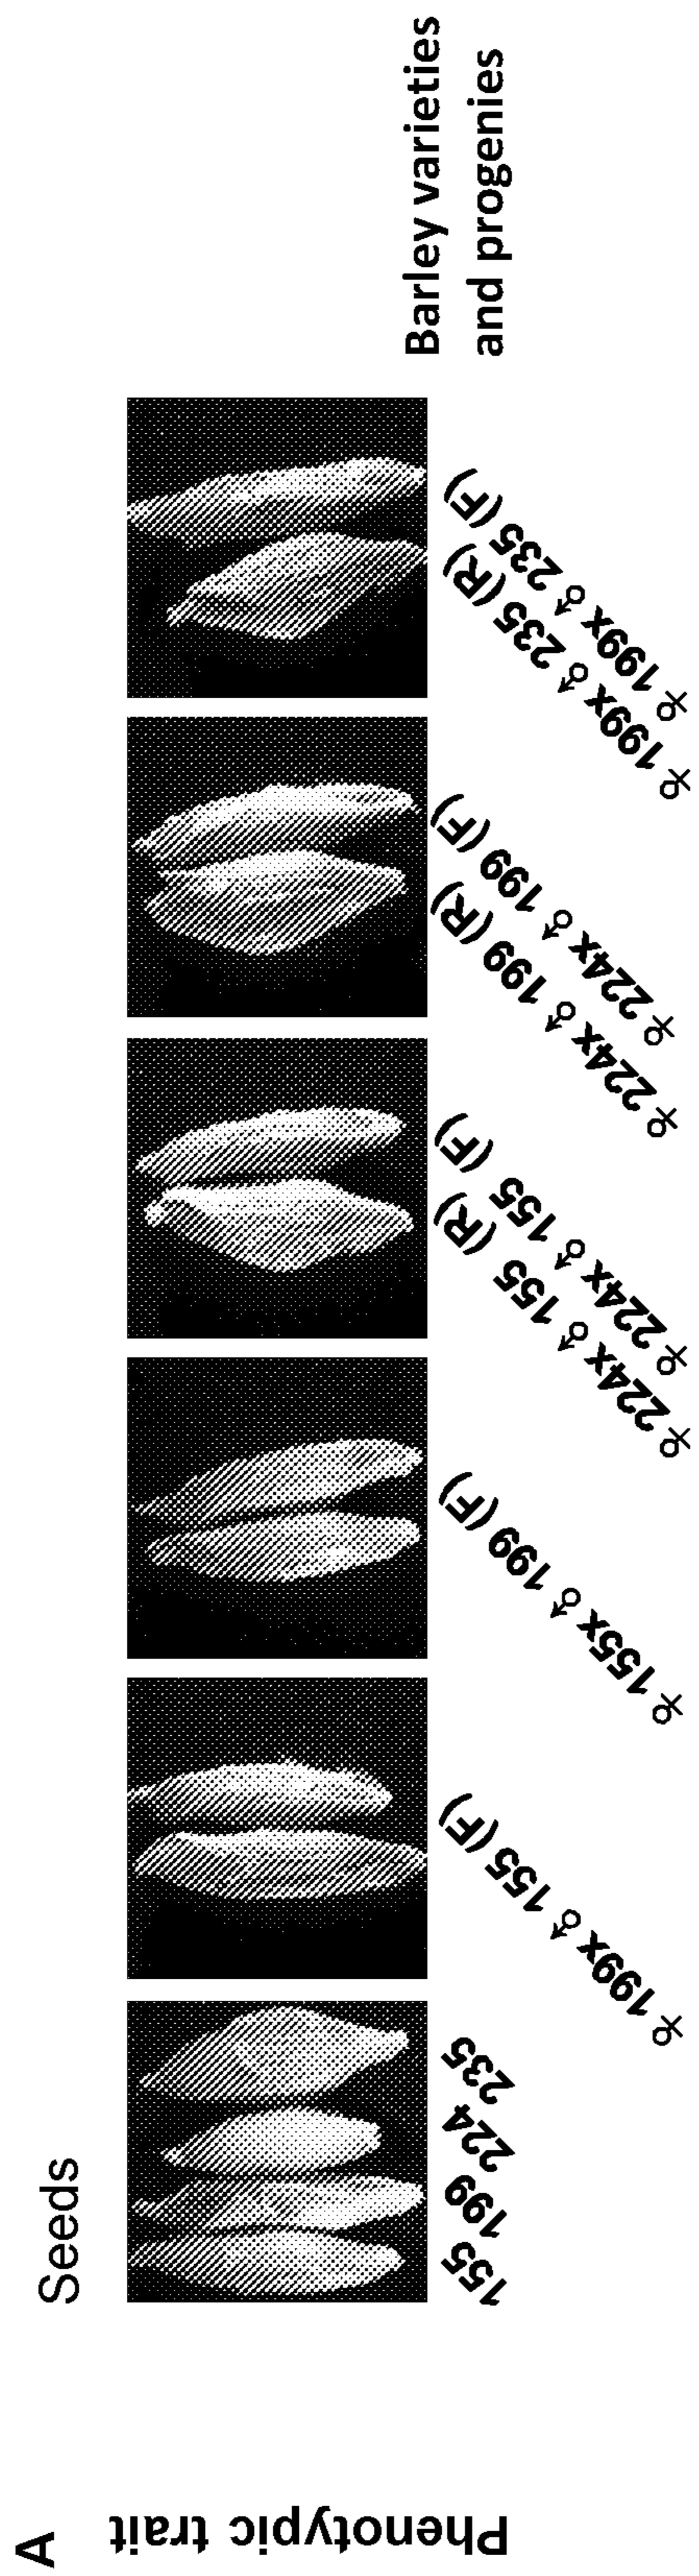 A
Seeds
Phenotypic trait
155
199
224
235
♀ 199x ♂ 155 (F)
♀ 155x ♂ 199 (F)
♀ 224x ♂ 155 (R)
♀ 224x ♂ 155 (F)
♀ 224x ♂ 199 (R)
♀ 224x ♂ 199 (F)
♀ 199x ♂ 235 (R)
♀ 199x ♂ 235 (F)
Barley varieties
and progenies